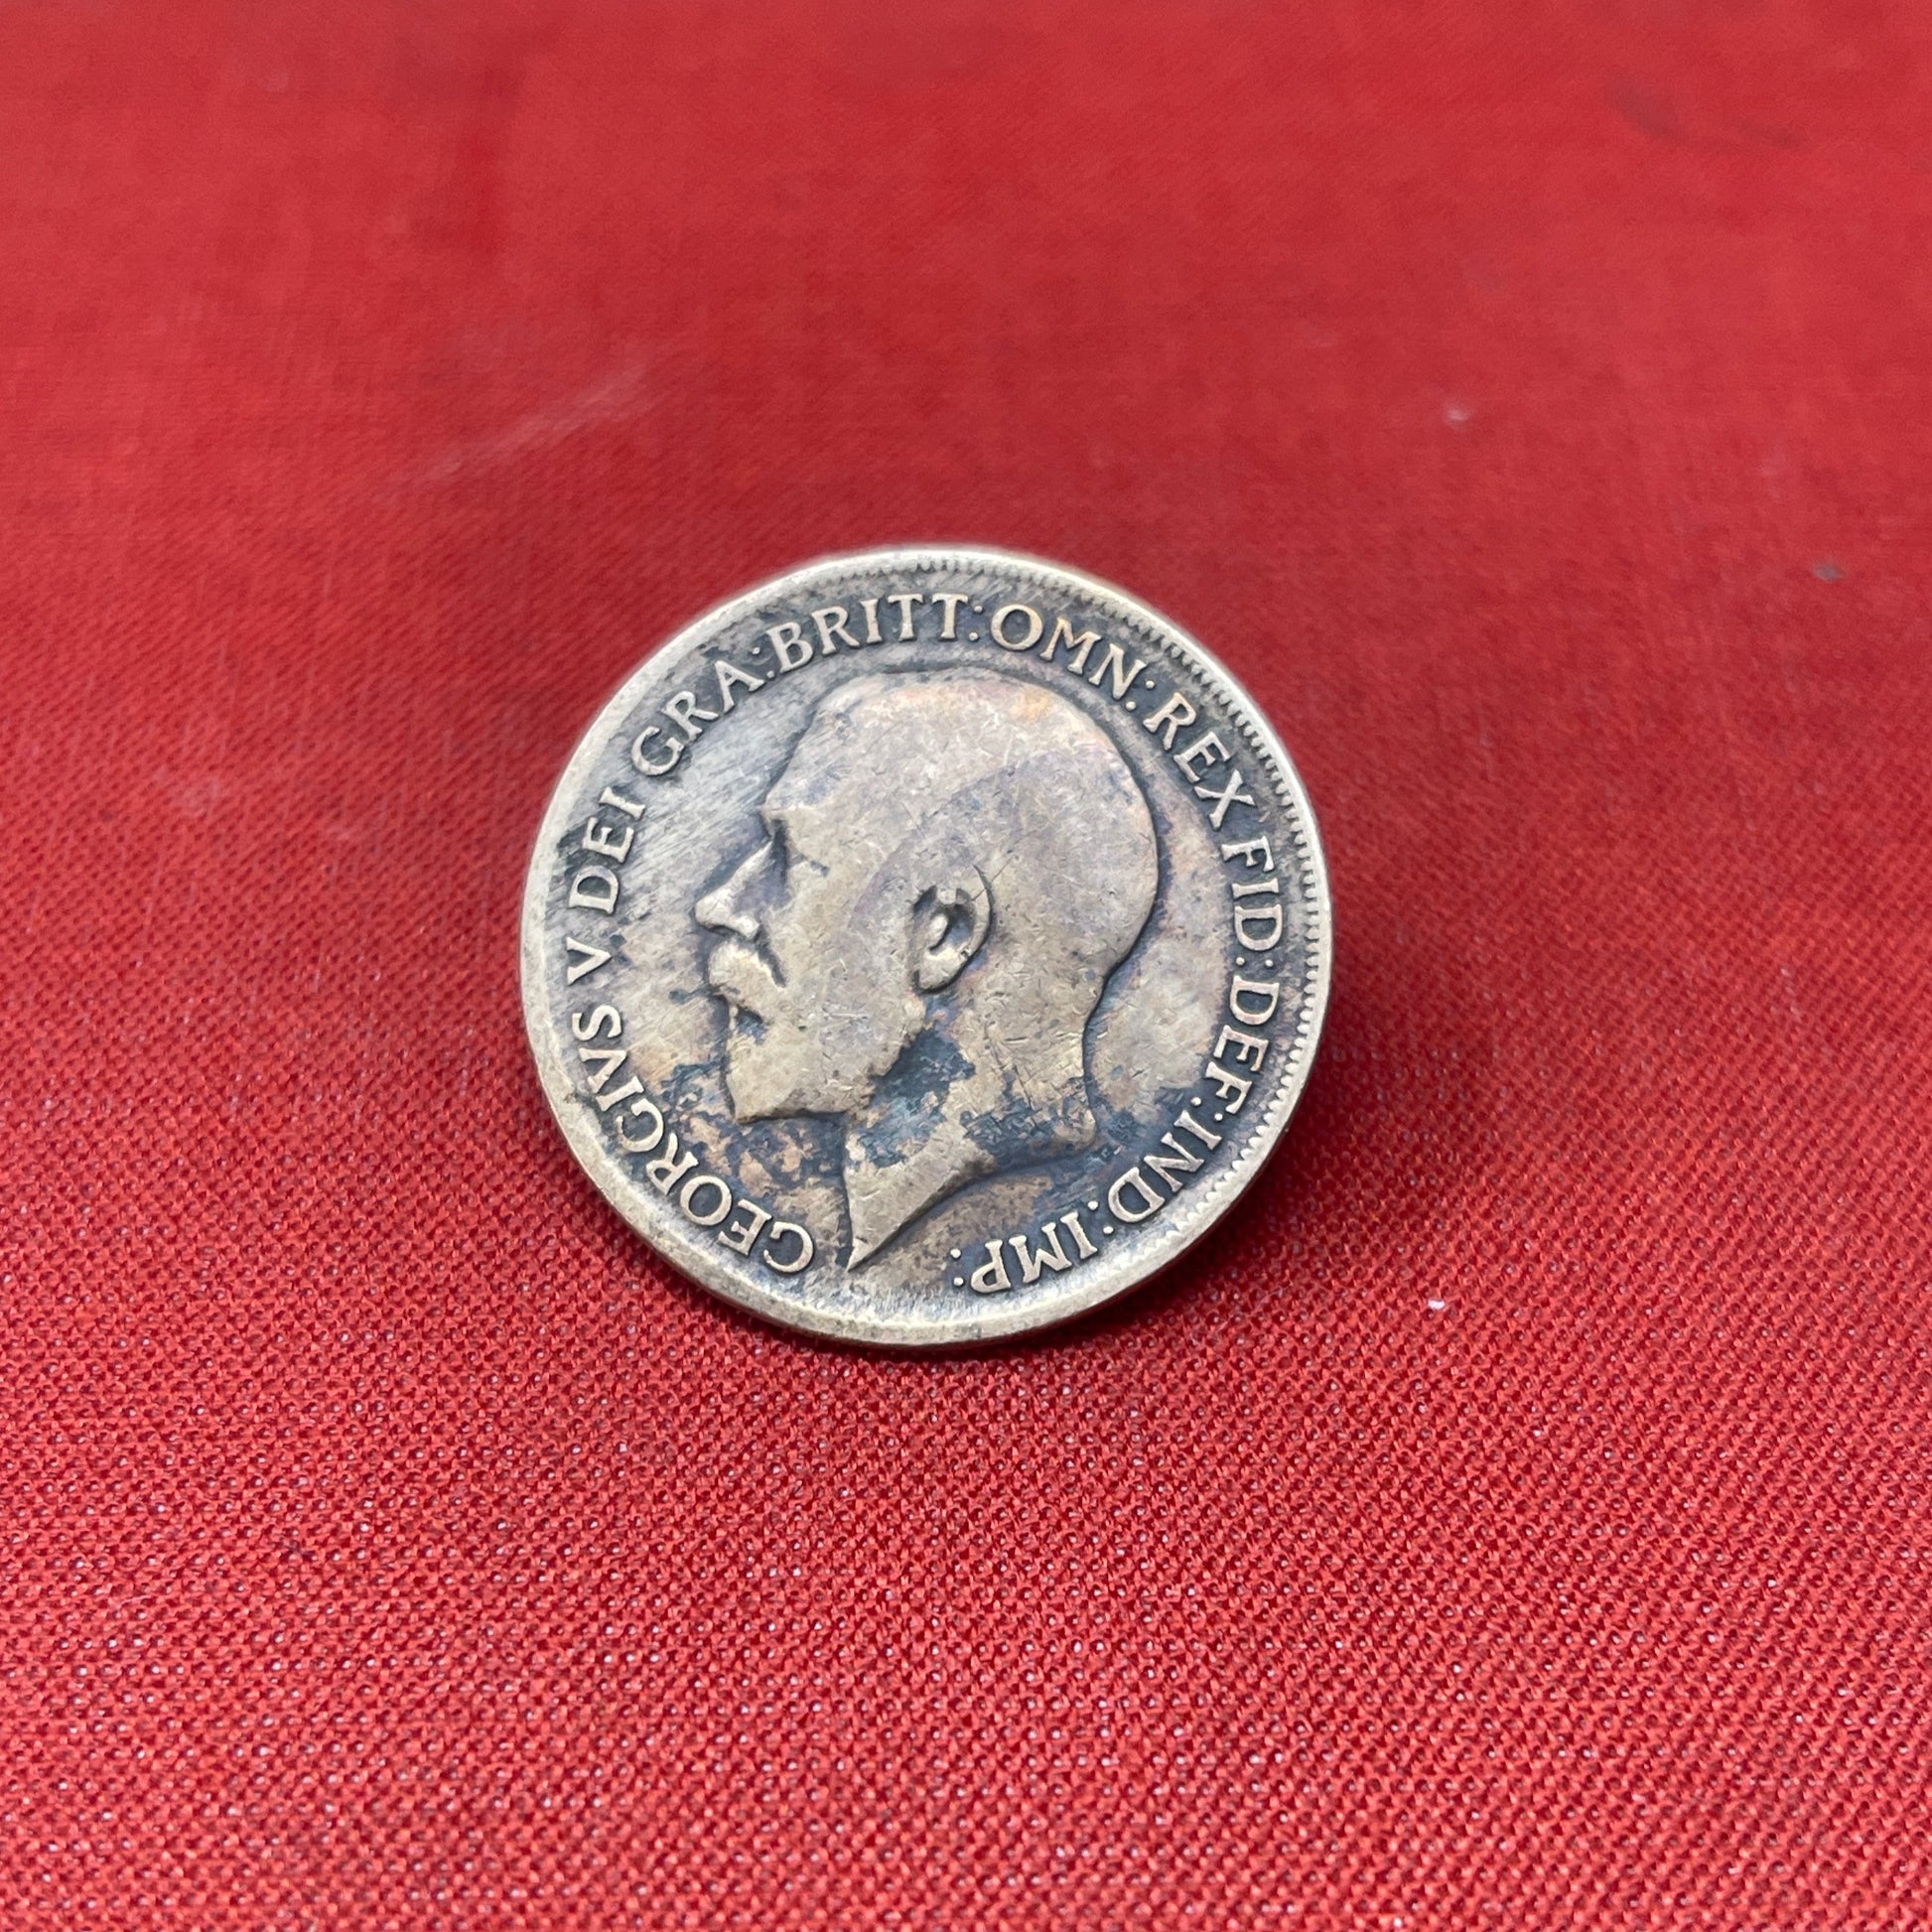 GEORGIVS V DEI GRA: BRITT: OMN: REX FID: DEF: IND: IMP: